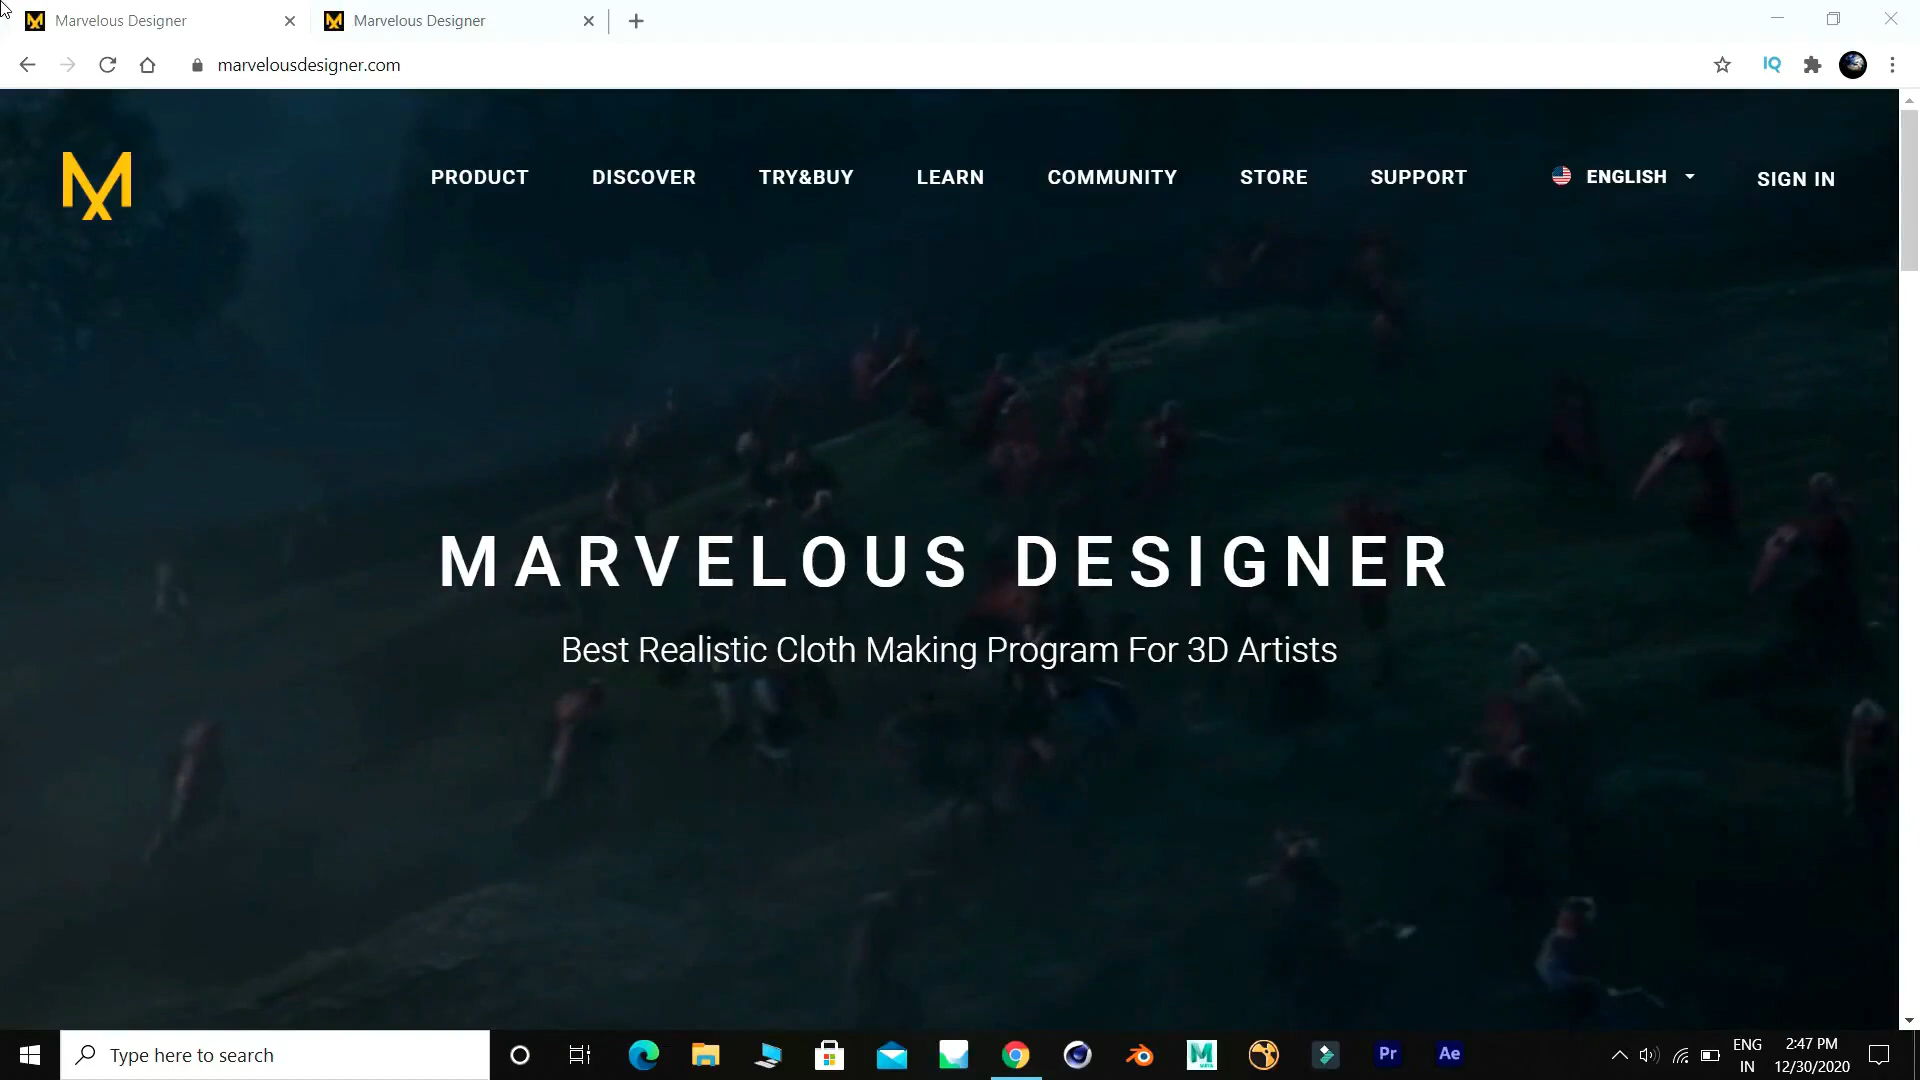 Marvelous Designer
Marvelous Designer
marvelousdesigner.com
IQ
PRODUCT
DISCOVER
TRY&BUY
LEARN
COMMUNITY
STORE
SUPPORT
ENGLISH
SIGN IN
MARVELOUS DESIGNER
Best Realistic Cloth Making Program For 3D Artists
Type here to search
Pr
Ae
ENG
IN
2:47 PM
12/30/2020